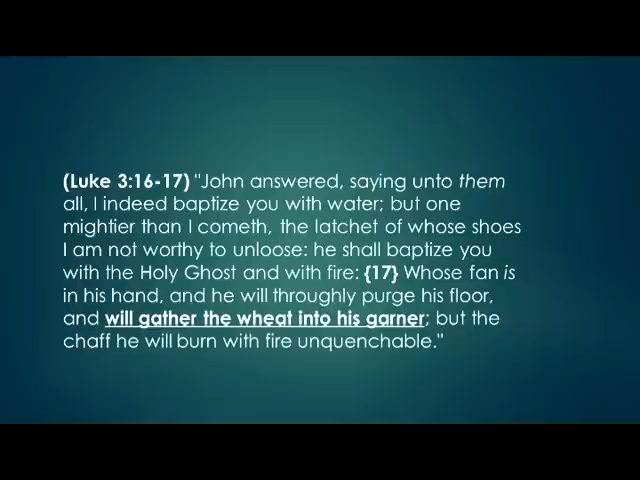 (Luke 3:16-17) "John answered, saying unto them
all, I indeed baptize you with water; but one
mightier than I cometh, the latchet of whose shoes
I am not worthy to unloose: he shall baptize you
with the Holy Ghost and with fire: {17} Whose fan is
in his hand, and he will throughly purge his floor,
and will gather the wheat into his garner; but the
chaff he will burn with fire unquenchable."